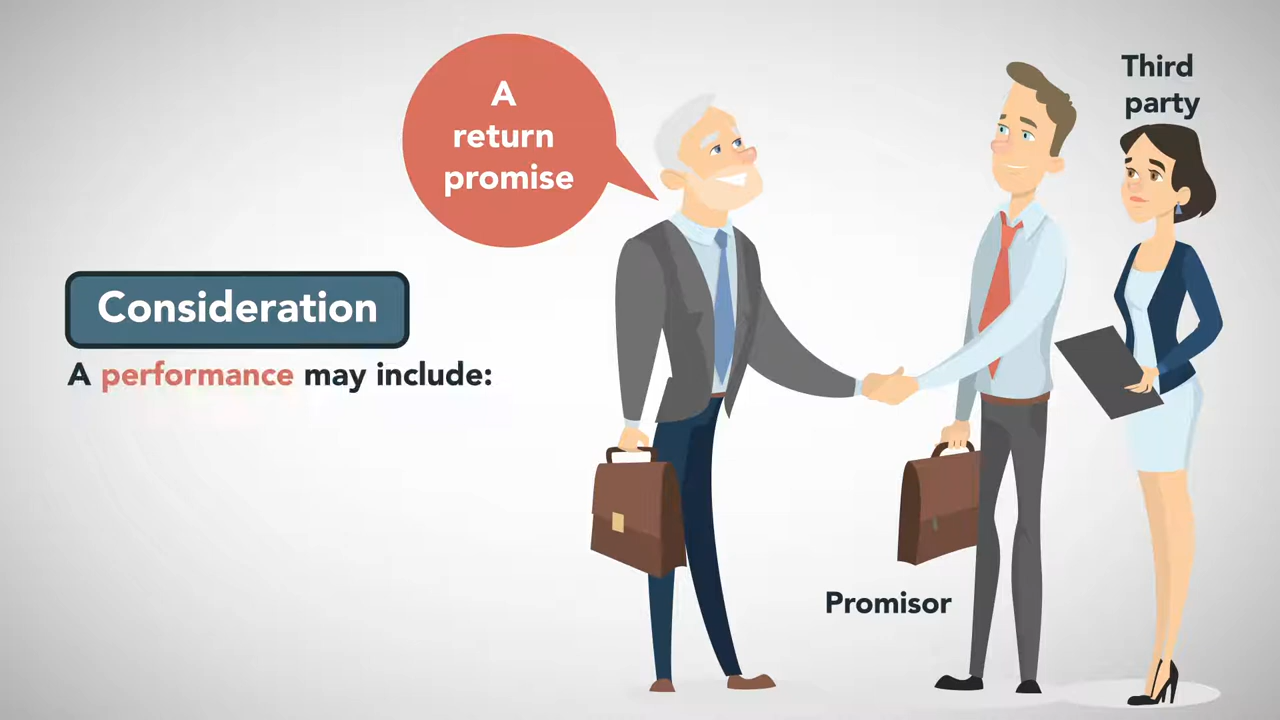 A
return
promise
Third
party
Consideration
A performance may include:
Promisor